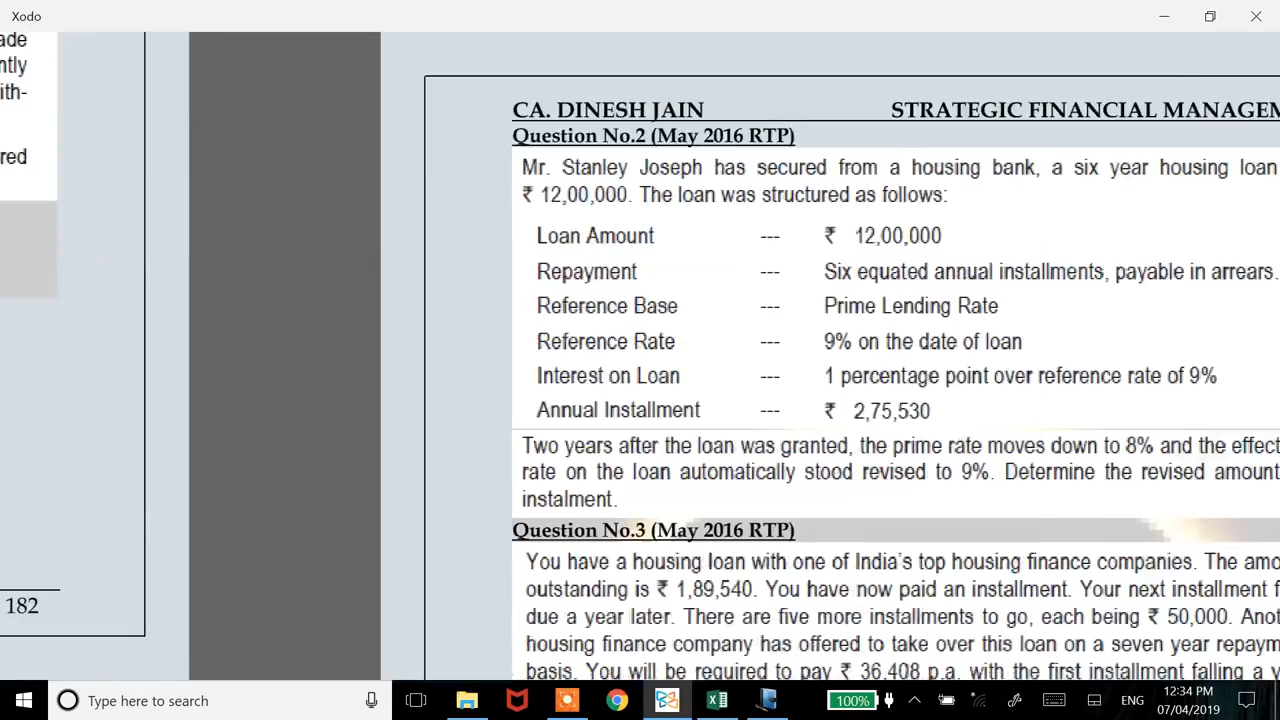 Xodo
ade
ntly
ith-
red
182
CA. DINESH JAIN STRATEGIC FINANCIAL MANAGEM
Question No.2 (May 2016 RTP)
Mr. Stanley Joseph has secured from a housing bank, a six year housing loan
₹ 12,00,000. The loan was structured as follows:
Loan Amount --- ₹ 12,00,000
Repayment --- Six equated annual installments, payable in arrears.
Reference Base --- Prime Lending Rate
Reference Rate --- 9% on the date of loan
Interest on Loan --- 1 percentage point over reference rate of 9%
Annual Installment --- ₹ 2,75,530
Two years after the loan was granted, the prime rate moves down to 8% and the effect
rate on the loan automatically stood revised to 9%. Determine the revised amount
instalment.
Question No.3 (May 2016 RTP)
You have a housing loan with one of India's top housing finance companies. The amo
outstanding is ₹ 1,89,540. You have now paid an installment. Your next installment f
due a year later. There are five more installments to go, each being ₹ 50,000. Anot
housing finance company has offered to take over this loan on a seven year repaym
basis. You will be required to pay ₹ 36,408 p.a. with the first installment falling a y
Type here to search
100%
ENG
12:34 PM
07/04/2019